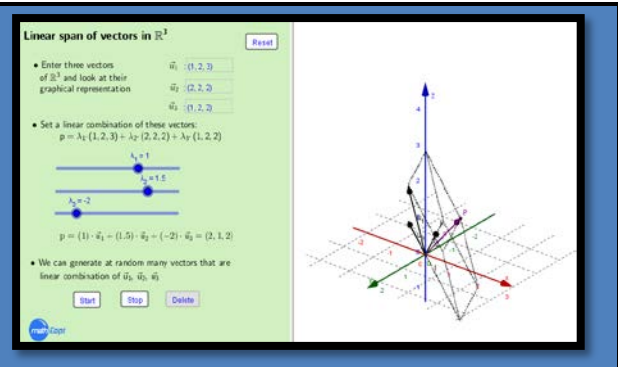 Linear span of vectors in ℝ³
Reset
• Enter three vectors
of ℝ³ and look at their
graphical representation
u⃗₁ :(1, 2, 3)
u⃗₂ :(2, 2, 2)
u⃗₃ :(1, 2, 2)
• Set a linear combination of these vectors:
p = λ₁·(1, 2, 3) + λ₂·(2, 2, 2) + λ₃·(1, 2, 2)
λ₁ = 1
λ₂ = 1.5
λ₃ = -2
p = (1) · u⃗₁ + (1.5) · u⃗₂ + (-2) · u⃗₃ = (2, 1, 2)
• We can generate at random many vectors that are
linear combination of u⃗₁, u⃗₂, u⃗₃
Start Stop Delete